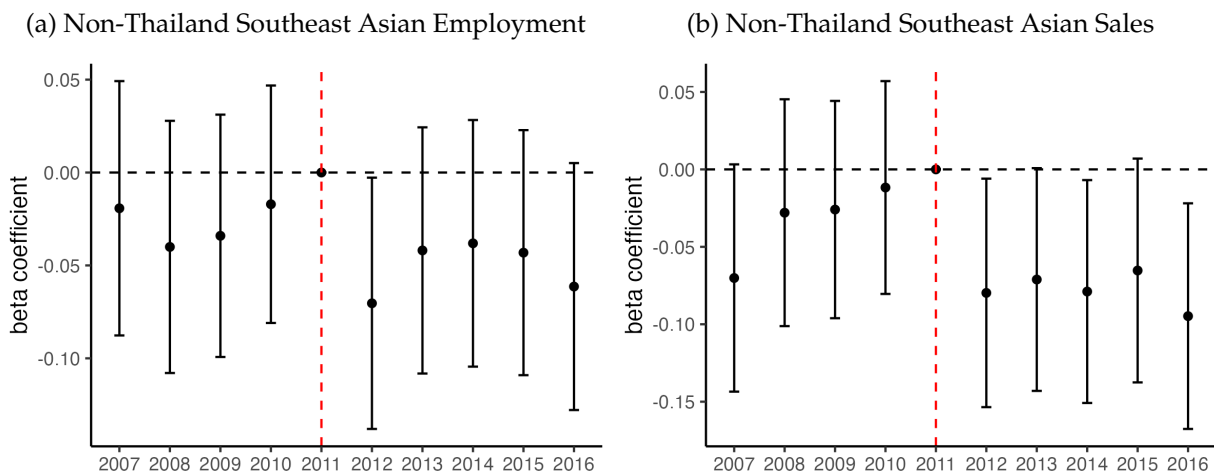 (a) Non-Thailand Southeast Asian Employment
0.05
0.00
-0.05
-0.10
beta coefficient
2007 2008 2009 2010 2011 2012 2013 2014 2015 2016
(b) Non-Thailand Southeast Asian Sales
0.05
0.00
-0.05
-0.10
-0.15
beta coefficient
2007 2008 2009 2010 2011 2012 2013 2014 2015 2016